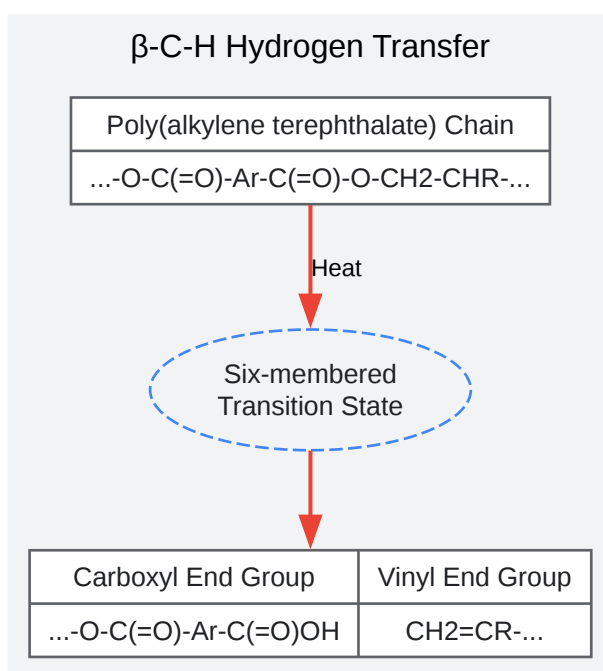 β-C-H Hydrogen Transfer
Poly(alkylene terephthalate) Chain
...-O-C(=O)-Ar-C(=O)-O-CH2-CHR-...
Heat
Six-membered
Transition State
Carboxyl End Group
Vinyl End Group
...-O-C(=O)-Ar-C(=O)OH
CH2=CR-...